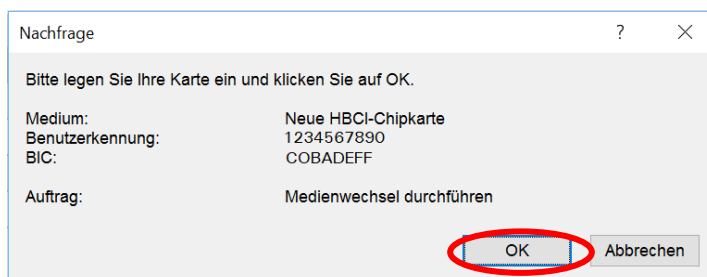 Nachfrage ?
Bitte legen Sie Ihre Karte ein und klicken Sie auf OK.
Medium: Neue HBCI-Chipkarte
Benutzerkennung: 1234567890
BIC: COBADEFF
Auftrag: Medienwechsel durchführen
OK Abbrechen